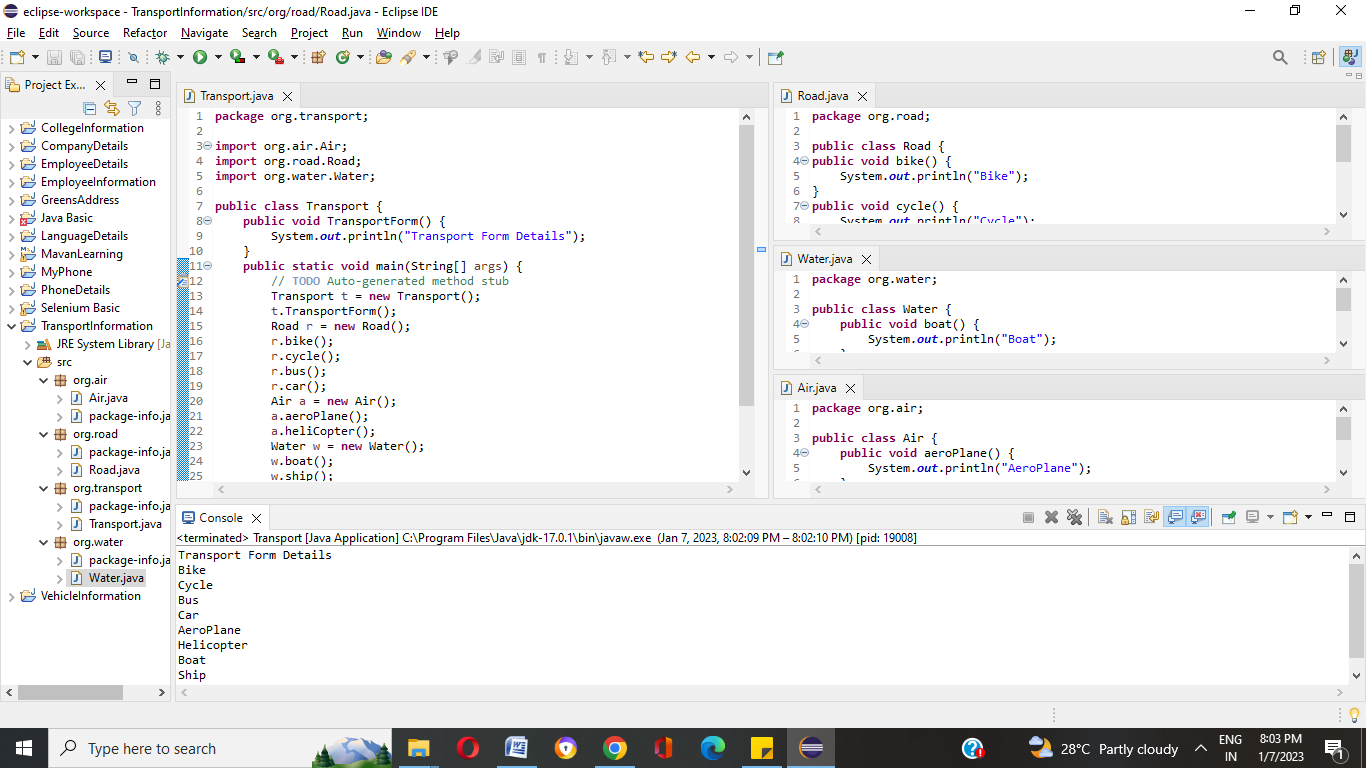 eclipse-workspace - TransportInformation/src/org/road/Road.java - Eclipse IDE
File Edit Source Refactor Navigate Search Project Run Window Help
Project Ex...
CollegeInformation
CompanyDetails
EmployeeDetails
EmployeeInformation
GreensAddress
Java Basic
LanguageDetails
MavanLearning
MyPhone
PhoneDetails
Selenium Basic
TransportInformation
JRE System Library [Ja
src
org.air
Air.java
package-info.ja
org.road
package-info.ja
Road.java
org.transport
package-info.ja
Transport.java
org.water
package-info.ja
Water.java
VehicleInformation
Transport.java
1 package org.transport;
2
3 import org.air.Air;
4 import org.road.Road;
5 import org.water.Water;
6
7 public class Transport {
8 public void TransportForm() {
9 System.out.println("Transport Form Details");
10 }
11 public static void main(String[] args) {
12 // TODO Auto-generated method stub
13 Transport t = new Transport();
14 t.TransportForm();
15 Road r = new Road();
16 r.bike();
17 r.cycle();
18 r.bus();
19 r.car();
20 Air a = new Air();
21 a.aeroPlane();
22 a.heliCopter();
23 Water w = new Water();
24 w.boat();
25 w.ship();
Road.java
1 package org.road;
2
3 public class Road {
4 public void bike() {
5 System.out.println("Bike");
6 }
7 public void cycle() {
8 System.out.println("Cycle");
Water.java
1 package org.water;
2
3 public class Water {
4 public void boat() {
5 System.out.println("Boat");
Air.java
1 package org.air;
2
3 public class Air {
4 public void aeroPlane() {
5 System.out.println("AeroPlane");
Console
<terminated> Transport [Java Application] C:\Program Files\Java\jdk-17.0.1\bin\javaw.exe (Jan 7, 2023, 8:02:09 PM – 8:02:10 PM) [pid: 19008]
Transport Form Details
Bike
Cycle
Bus
Car
AeroPlane
Helicopter
Boat
Ship
Type here to search
28°C Partly cloudy
ENG
IN
8:03 PM
1/7/2023
1